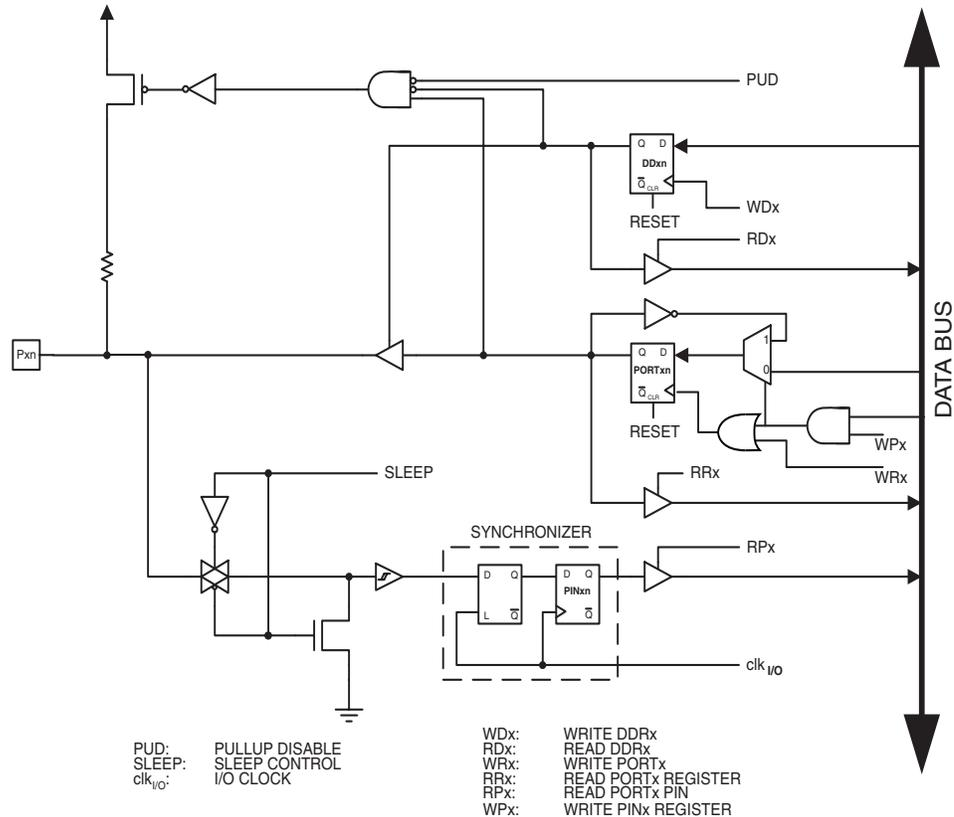 PUD
Q D
DDxn
Q CLR
WDx
RESET
RDx
1
Pxn
Q D
PORTxn
0
Q CLR
RESET
WPx
WRx
DATA BUS
SLEEP
RRx
SYNCHRONIZER
RPx
D Q
L Q
D Q
PINxn
Q
clk I/O
PUD: PULLUP DISABLE
SLEEP: SLEEP CONTROL
clkI/O: I/O CLOCK
WDx: WRITE DDRx
RDx: READ DDRx
WRx: WRITE PORTx
RRx: READ PORTx REGISTER
RPx: READ PORTx PIN
WPx: WRITE PINx REGISTER